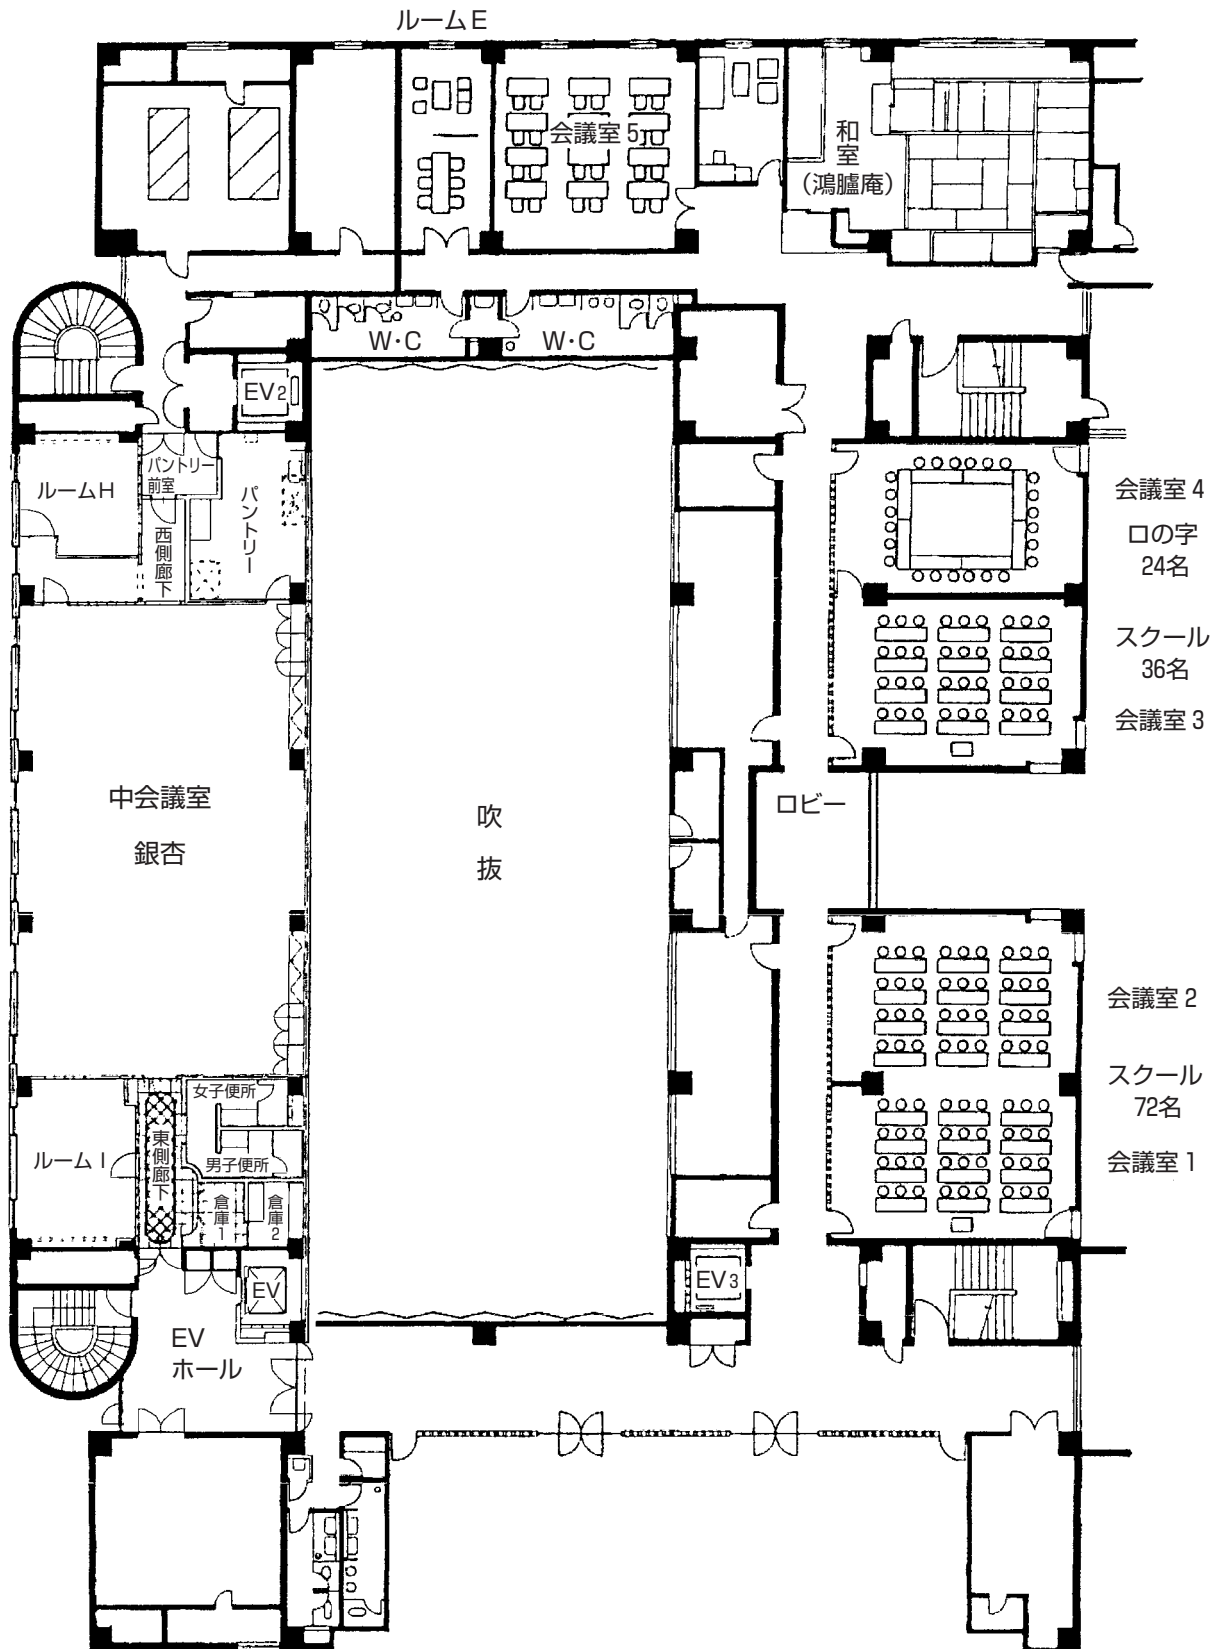 ルームE
会議室5
和室
(鴻臚庵)
W・C
W・C
EV2
パントリー
前室
ルームH
パントリー
西側廊下
会議室4
ロの字
24名
スクール
36名
会議室3
中会議室
銀杏
吹
抜
ロビー
会議室2
スクール
72名
会議室1
女子便所
男子便所
東側廊下
ルームI
倉庫1
倉庫2
EV
EV3
EV
ホール